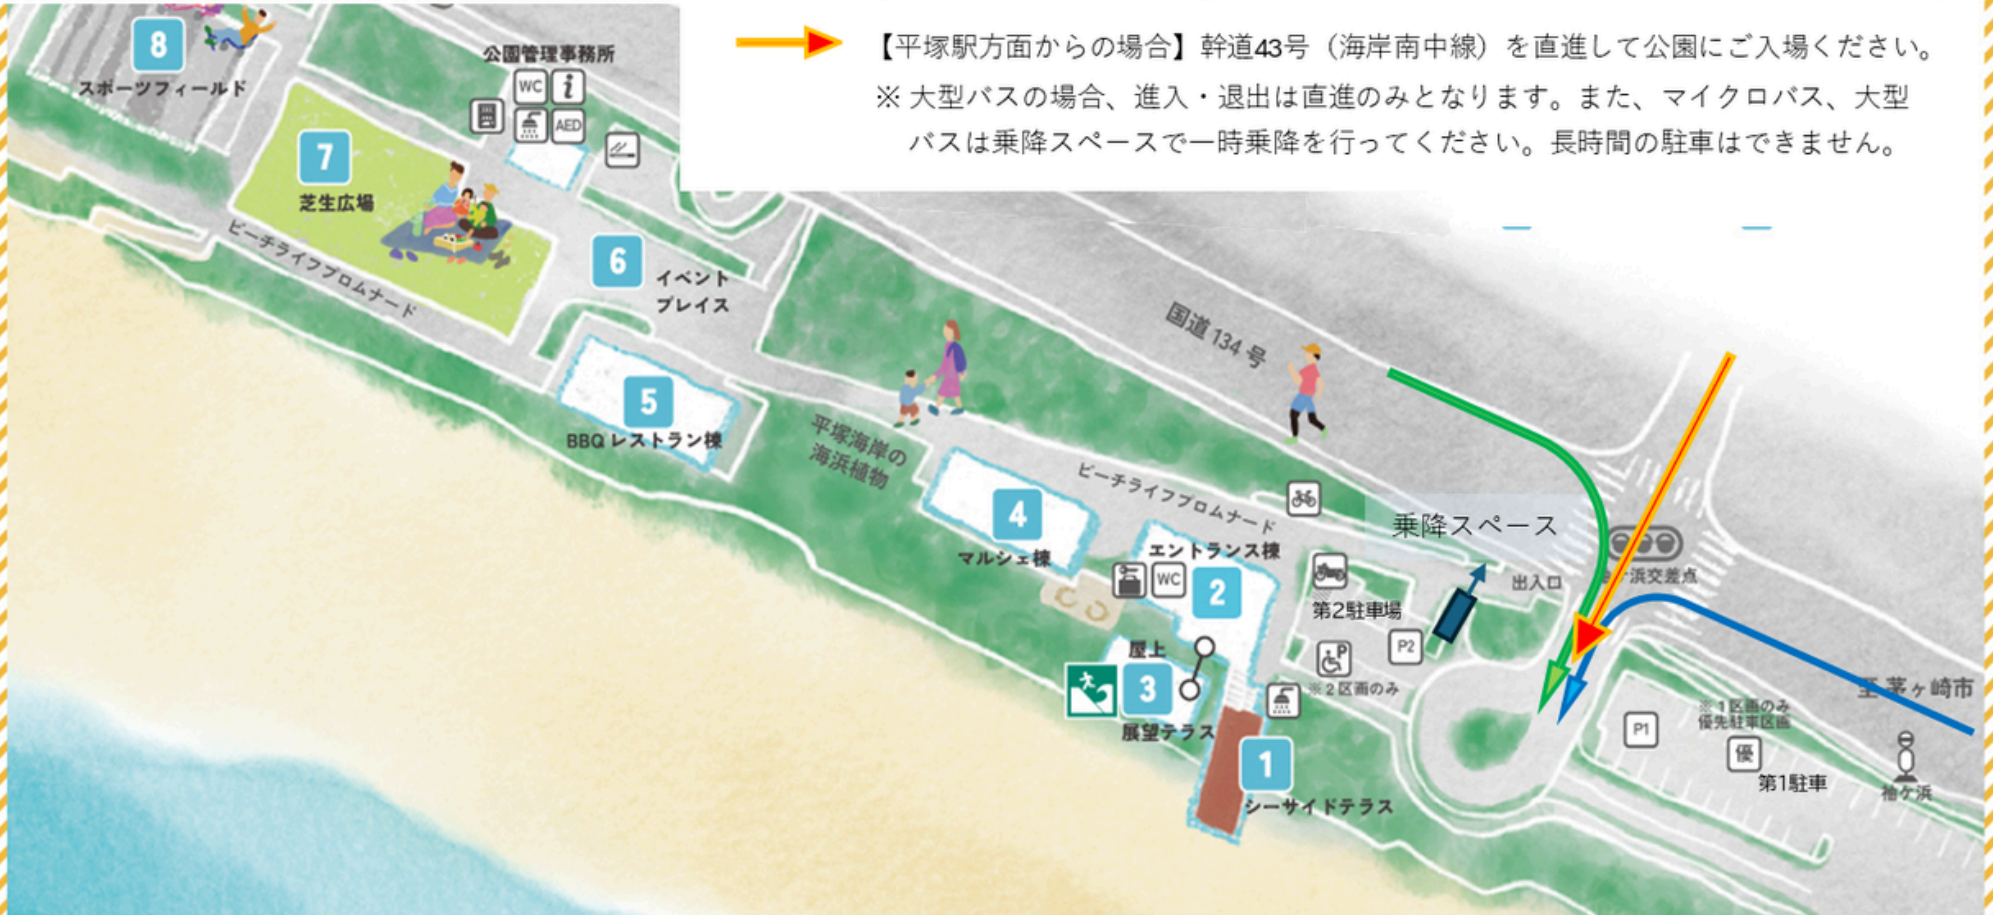 【平塚駅方面からの場合】幹道43号（海岸南中線）を直進して公園にご入場ください。
※ 大型バスの場合、進入・退出は直進のみとなります。また、マイクロバス、大型
バスは乗降スペースで一時乗降を行ってください。長時間の駐車はできません。
8
スポーツフィールド
公園管理事務所
WC
i
AED
7
芝生広場
ビーチライフプロムナード
6
イベント
プレイス
国道 134 号
5
BBQ レストラン棟
平塚海岸の
海浜植物
ビーチライフプロムナード
4
マルシェ棟
エントランス棟
WC
2
乗降スペース
出入口
ヶ浜交差点
第2駐車場
P2
P
※２区画のみ
屋上
3
展望テラス
1
シーサイドテラス
至 茅ヶ崎市
※１区画のみ
優先駐車区画
P1
優
第1駐車
袖ケ浜